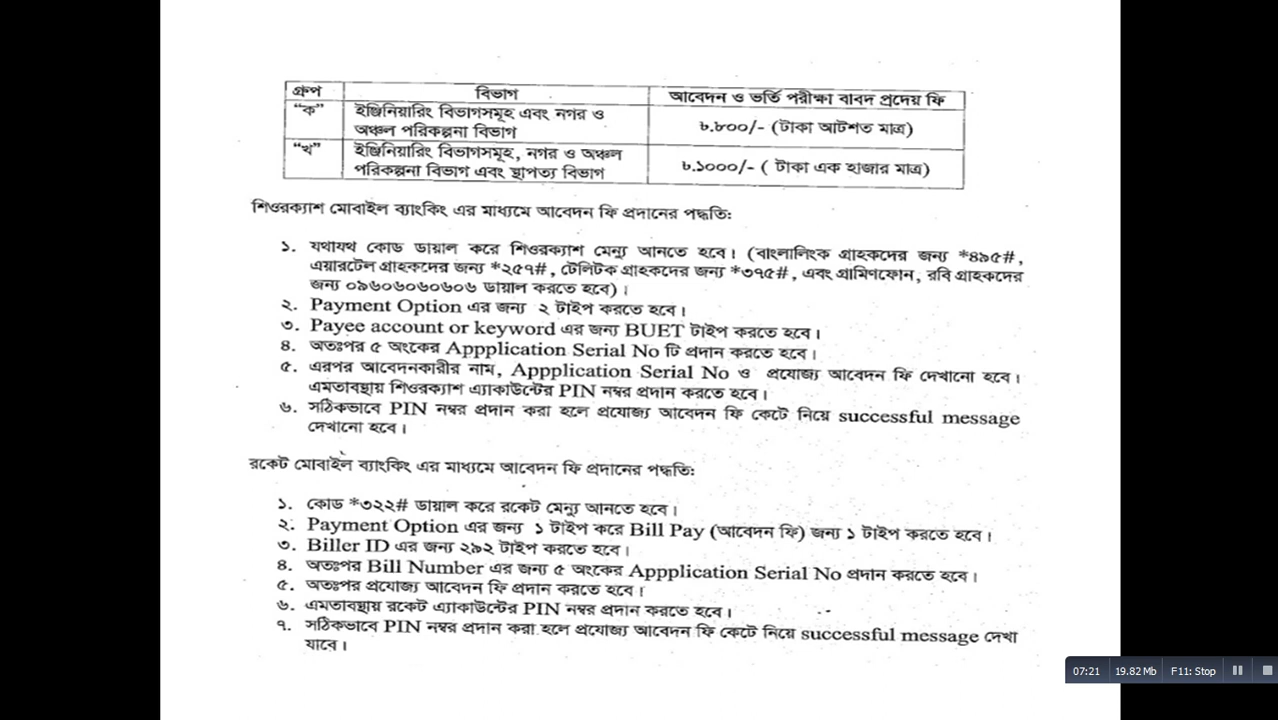 গ্রুপ বিভাগ আবেদন ও ভর্তি পরীক্ষা বাবদ প্রদেয় ফি
“ক” ইঞ্জিনিয়ারিং বিভাগসমূহ এবং নগর ও
অঞ্চল পরিকল্পনা বিভাগ
৳.৮০০/- (টাকা আটশত মাত্র)
“খ” ইঞ্জিনিয়ারিং বিভাগসমূহ, নগর ও অঞ্চল
পরিকল্পনা বিভাগ এবং স্থাপত্য বিভাগ
৳.১০০০/- ( টাকা এক হাজার মাত্র)
শিওরক্যাশ মোবাইল ব্যাংকিং এর মাধ্যমে আবেদন ফি প্রদানের পদ্ধতি:
১. যথাযথ কোড ডায়াল করে শিওরক্যাশ মেন্যু আনতে হবে। (বাংলালিংক গ্রাহকদের জন্য *৪৯৫#,
এয়ারটেল গ্রাহকদের জন্য *২৫৭#, টেলিটক গ্রাহকদের জন্য *৩৭৫#, এবং গ্রামিণফোন, রবি গ্রাহকদের
জন্য ০৯৬০৬০৬০৬০৬ ডায়াল করতে হবে)।
২. Payment Option এর জন্য ২ টাইপ করতে হবে।
৩. Payee account or keyword এর জন্য BUET টাইপ করতে হবে।
৪. অতঃপর ৫ অংকের Appplication Serial No টি প্রদান করতে হবে।
৫. এরপর আবেদনকারীর নাম, Appplication Serial No ও প্রযোজ্য আবেদন ফি দেখানো হবে।
এমতাবস্থায় শিওরক্যাশ এ্যাকাউন্টের PIN নম্বর প্রদান করতে হবে।
৬. সঠিকভাবে PIN নম্বর প্রদান করা হলে প্রযোজ্য আবেদন ফি কেটে নিয়ে successful message
দেখানো হবে।
রকেট মোবাইল ব্যাংকিং এর মাধ্যমে আবেদন ফি প্রদানের পদ্ধতি:
১. কোড *৩২২# ডায়াল করে রকেট মেন্যু আনতে হবে।
২. Payment Option এর জন্য ১ টাইপ করে Bill Pay (আবেদন ফি) জন্য ১ টাইপ করতে হবে।
৩. Biller ID এর জন্য ২৯২ টাইপ করতে হবে।
৪. অতঃপর Bill Number এর জন্য ৫ অংকের Appplication Serial No প্রদান করতে হবে।
৫. অতঃপর প্রযোজ্য আবেদন ফি প্রদান করতে হবে।
৬. এমতাবস্থায় রকেট এ্যাকাউন্টের PIN নম্বর প্রদান করতে হবে।
৭. সঠিকভাবে PIN নম্বর প্রদান করা হলে প্রযোজ্য আবেদন ফি কেটে নিয়ে successful message দেখা
যাবে।
07:21 19.82 Mb F11: Stop